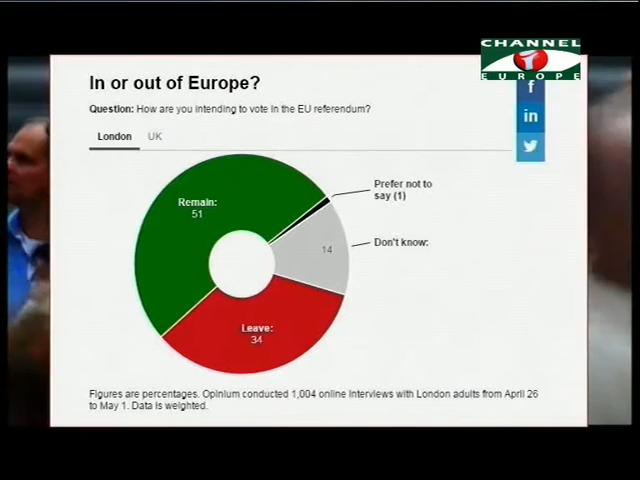 CHANNEL
EUROPE
In or out of Europe?
Question: How are you intending to vote in the EU referendum?
London UK
f
in
Remain:
51
Prefer not to
say (1)
Don't know:
14
Leave:
34
Figures are percentages. Opinium conducted 1,004 online interviews with London adults from April 26
to May 1. Data is weighted.